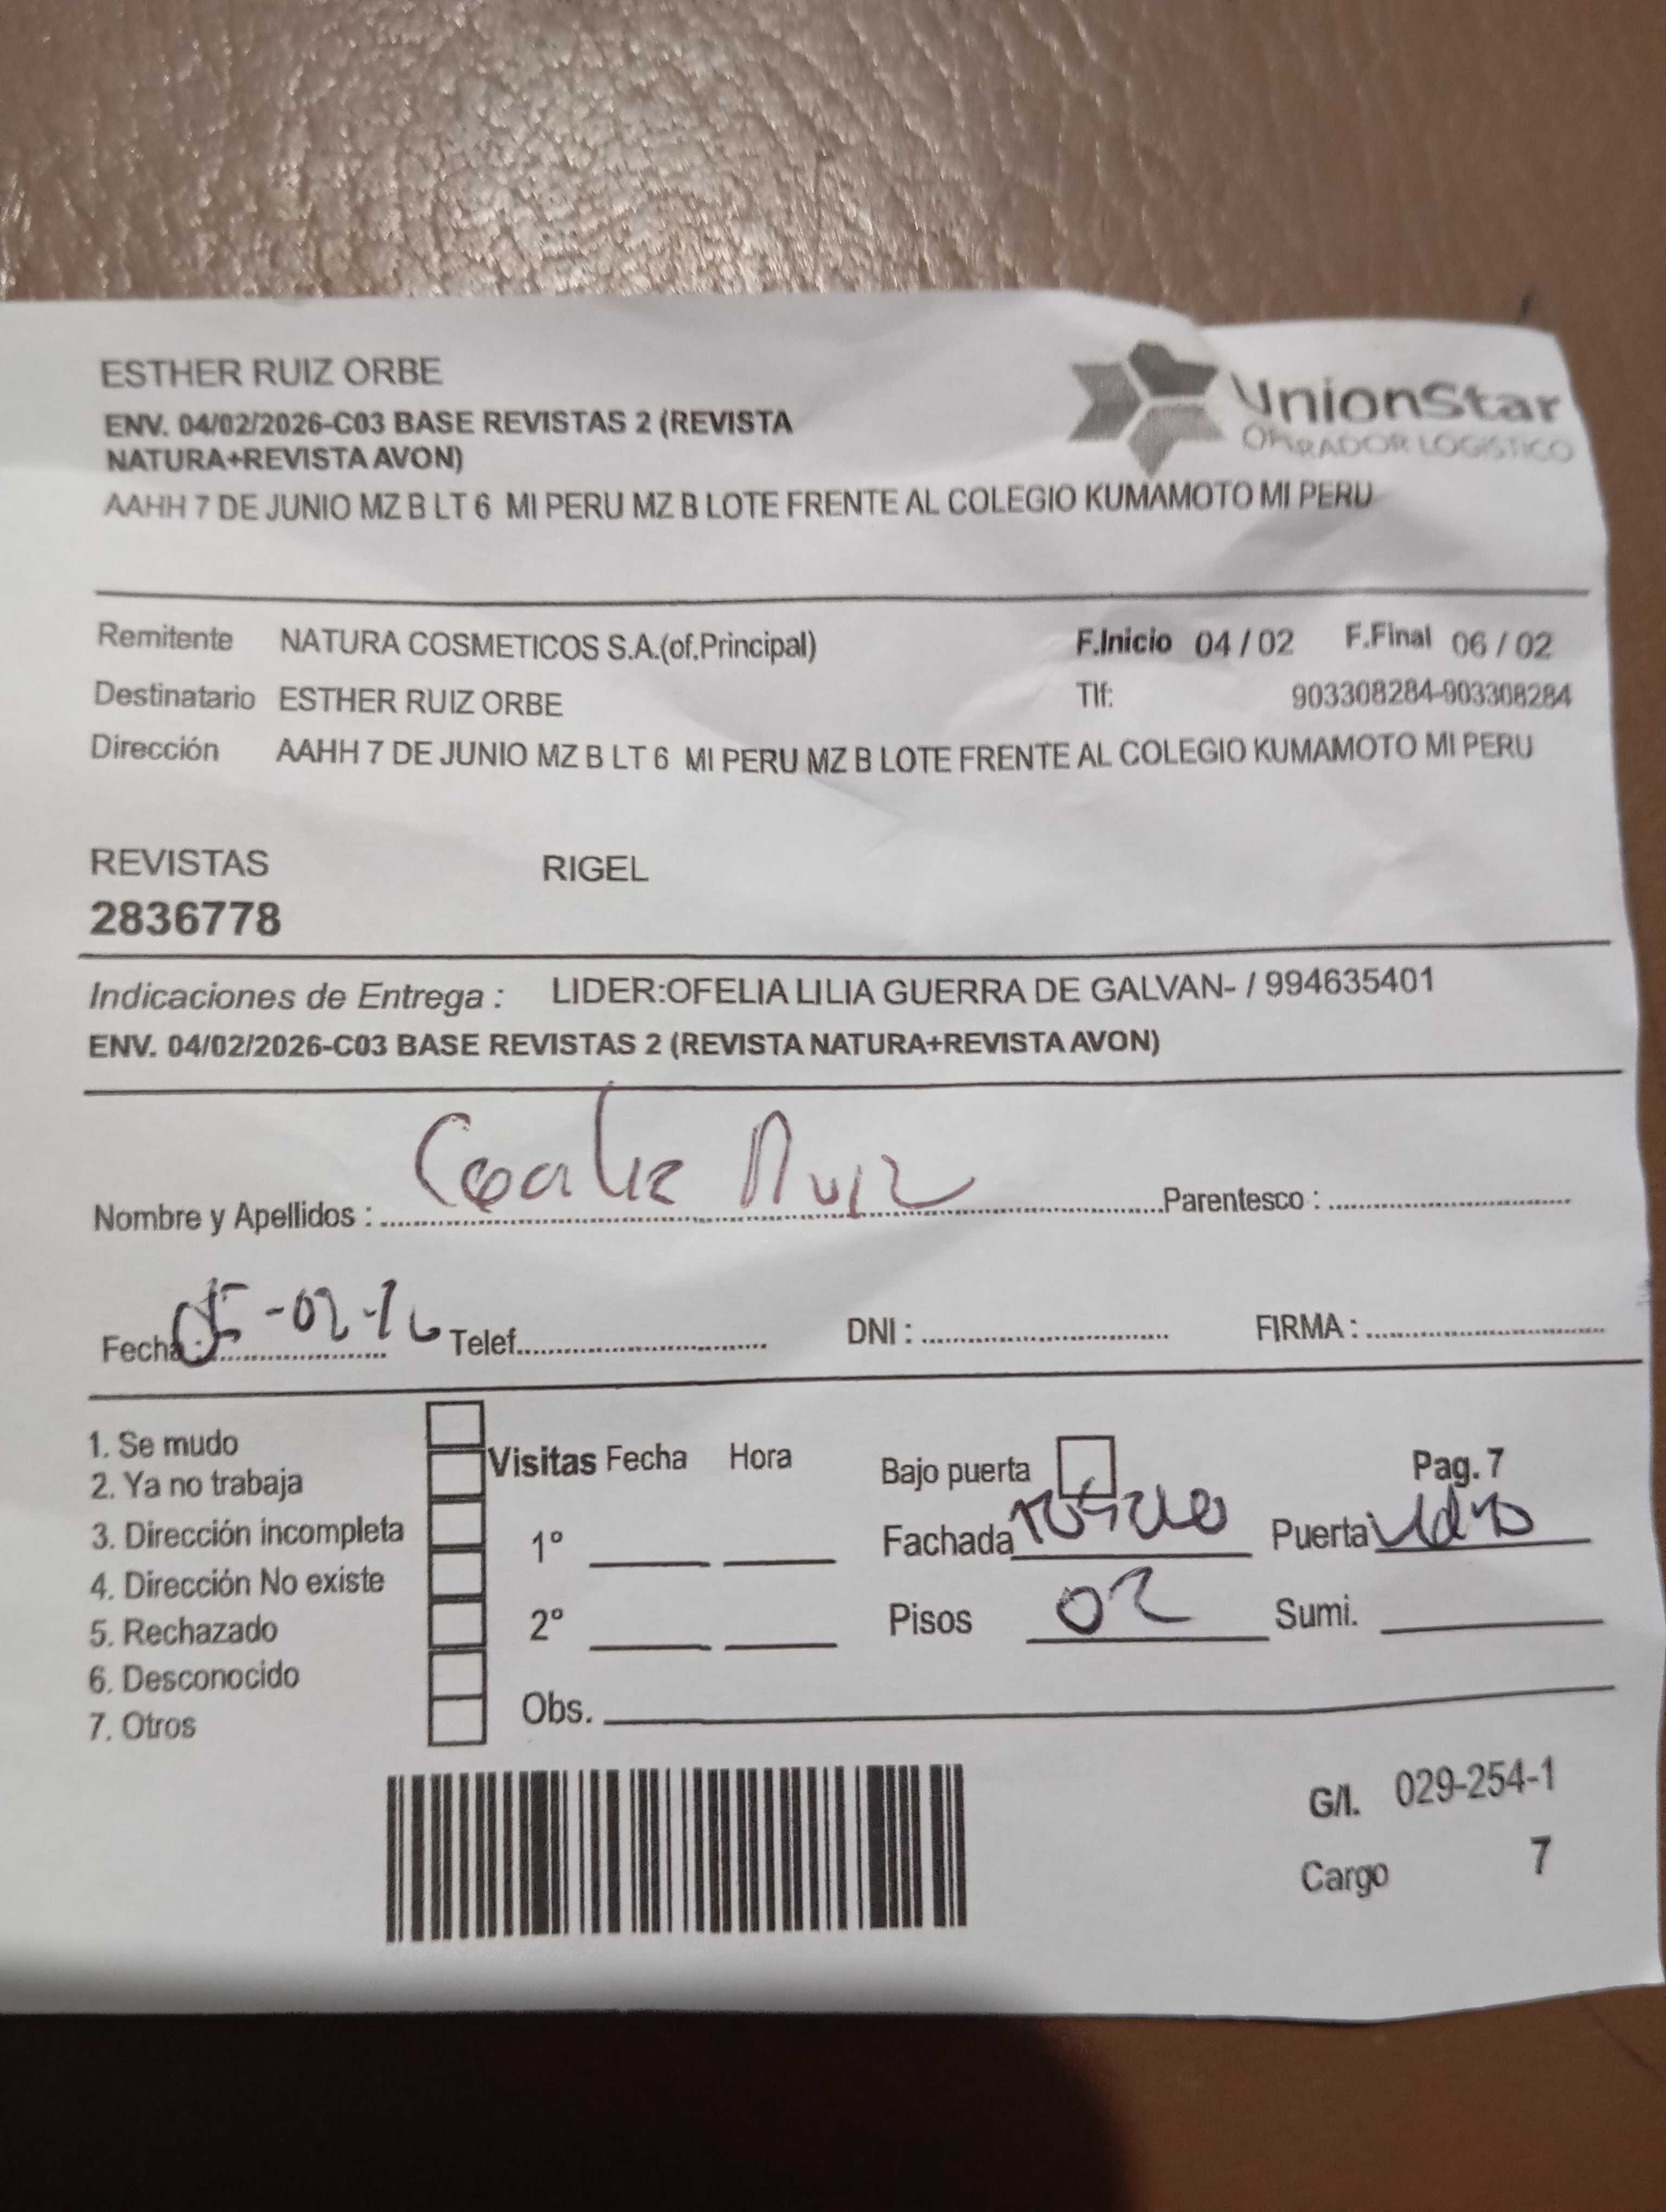 ESTHER RUIZ ORBE
ENV. 04/02/2026-C03 BASE REVISTAS 2 (REVISTA
NATURA+REVISTA AVON)
AAHH 7 DE JUNIO MZ B LT 6 MI PERU MZ B LOTE FRENTE AL COLEGIO KUMAMOTO MI PERU
UnionStar
OPERADOR LOGISTICO
Remitente NATURA COSMETICOS S.A.(of.Principal) F.Inicio 04 / 02 F.Final 06 / 02
Destinatario ESTHER RUIZ ORBE Tlf: 903308284-903308284
Dirección AAHH 7 DE JUNIO MZ B LT 6 MI PERU MZ B LOTE FRENTE AL COLEGIO KUMAMOTO MI PERU
REVISTAS RIGEL
2836778
Indicaciones de Entrega : LIDER:OFELIA LILIA GUERRA DE GALVAN- / 994635401
ENV. 04/02/2026-C03 BASE REVISTAS 2 (REVISTA NATURA+REVISTA AVON)
Nombre y Apellidos : Ruiz Parentesco :
Fecha : 05-02-26 Telef. DNI : FIRMA :
1. Se mudo
2. Ya no trabaja
3. Dirección incompleta
4. Dirección No existe
5. Rechazado
6. Desconocido
7. Otros
Visitas Fecha Hora
1º
2º
Obs.
Bajo puerta Pag. 7
Fachada Puerta
Pisos 02 Sumi.
G/I. 029-254-1
Cargo 7